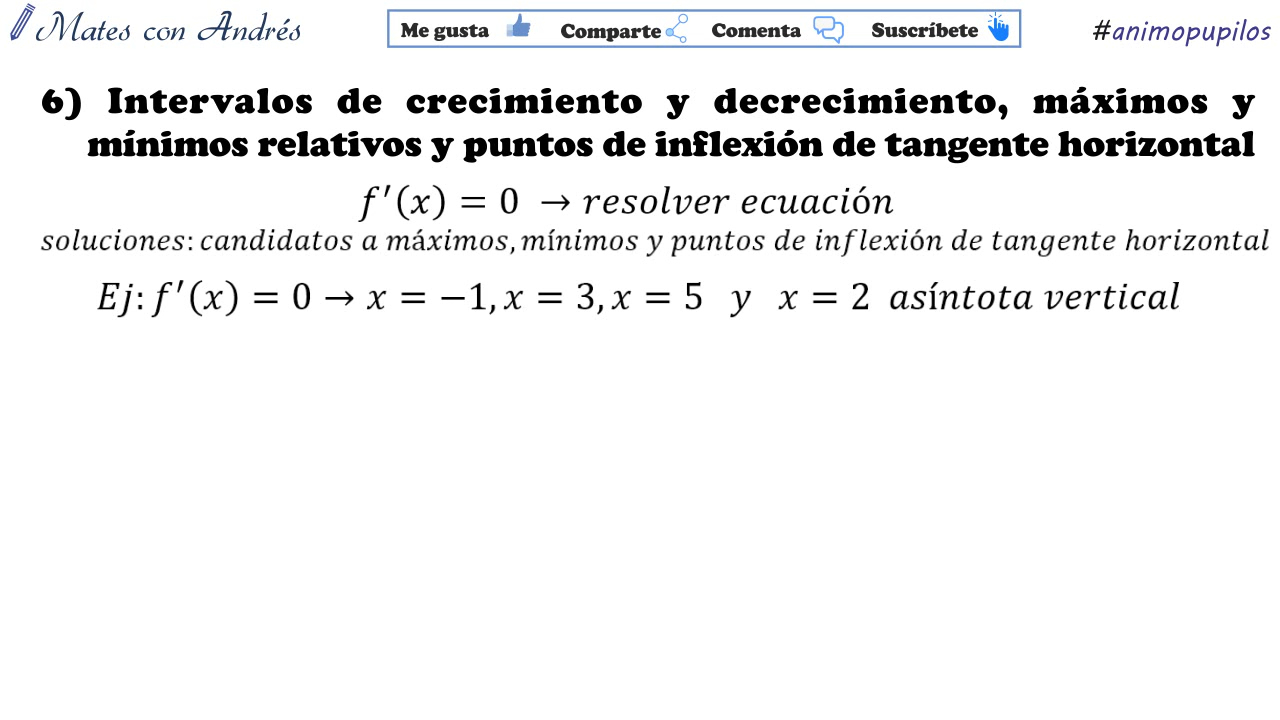 Mates con Andrés
Me gusta Comparte Comenta Suscríbete
#animopupilos
6) Intervalos de crecimiento y decrecimiento, máximos y
mínimos relativos y puntos de inflexión de tangente horizontal
f′(x) = 0 → resolver ecuación
soluciones: candidatos a máximos, mínimos y puntos de inflexión de tangente horizontal
Ej: f′(x) = 0 → x = −1, x = 3, x = 5 y x = 2 asíntota vertical